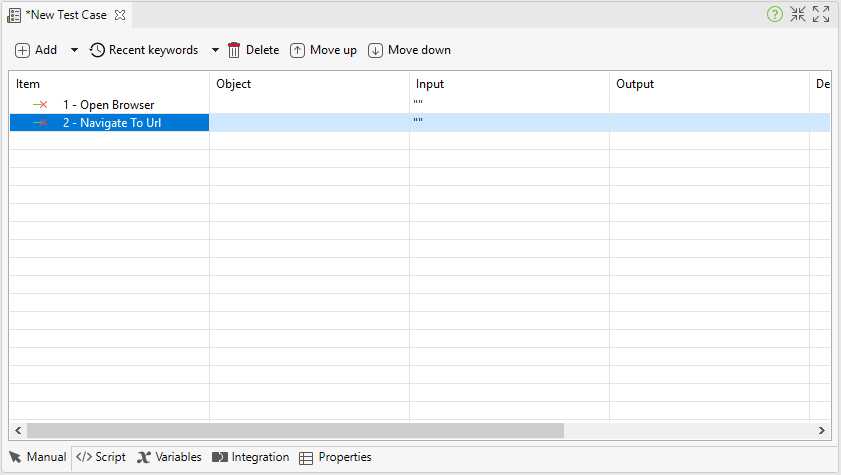 *New Test Case
Add Recent keywords Delete Move up Move down
Item Object Input Output De
1 - Open Browser ""
2 - Navigate To Url ""
Manual </> Script Variables Integration Properties